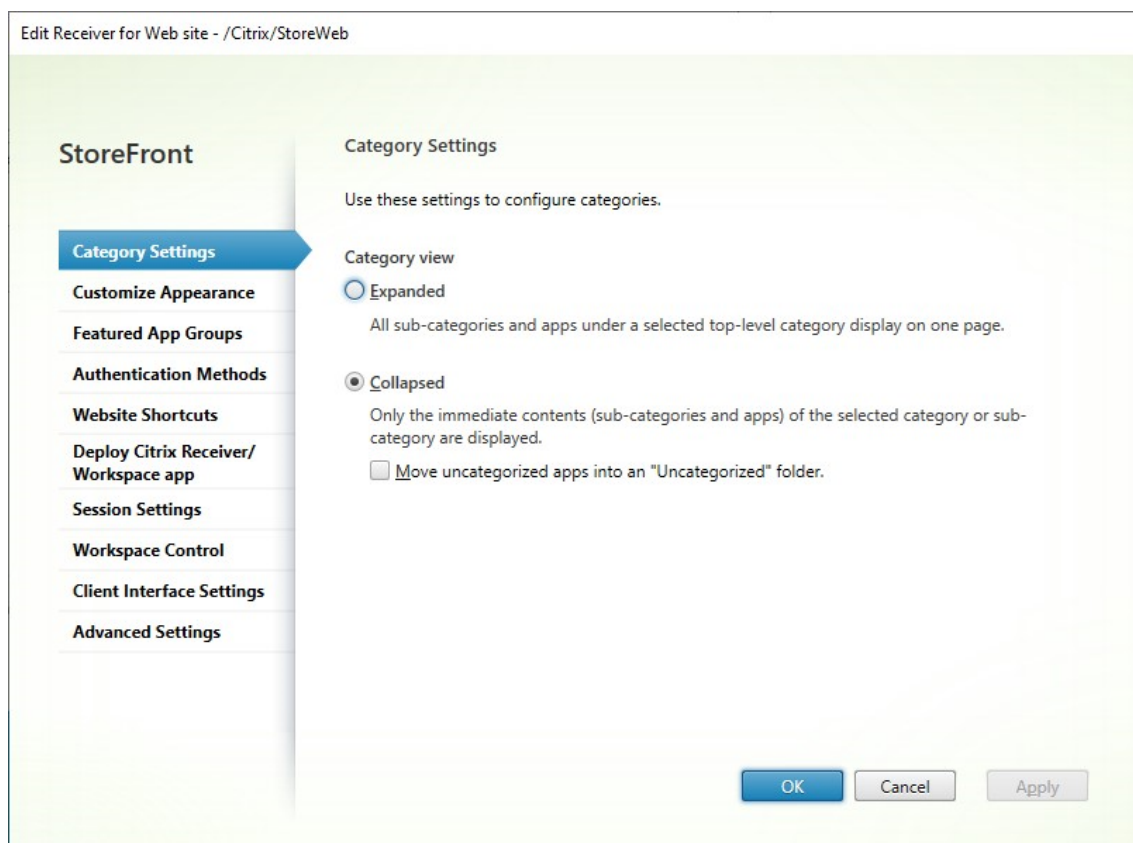 Edit Receiver for Web site - /Citrix/StoreWeb
StoreFront
Category Settings
Customize Appearance
Featured App Groups
Authentication Methods
Website Shortcuts
Deploy Citrix Receiver/
Workspace app
Session Settings
Workspace Control
Client Interface Settings
Advanced Settings
Category Settings
Use these settings to configure categories.
Category view
Expanded
All sub-categories and apps under a selected top-level category display on one page.
Collapsed
Only the immediate contents (sub-categories and apps) of the selected category or sub-
category are displayed.
Move uncategorized apps into an "Uncategorized" folder.
OK
Cancel
Apply